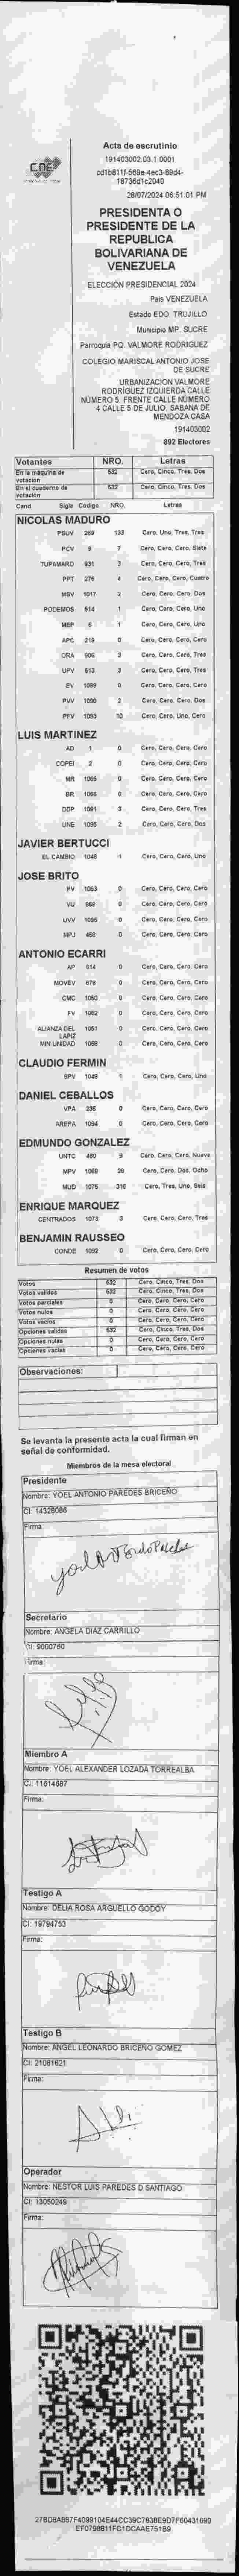 CNE
Acta de escrutinio
191403002.03.1.0001
cd1b611f-569e-4ec3-89d4-
18736d1c2040
28/07/2024 06:51:01 PM
PRESIDENTA O
PRESIDENTE DE LA
REPUBLICA
BOLIVARIANA DE
VENEZUELA
ELECCIÓN PRESIDENCIAL 2024
Pais VENEZUELA
Estado EDO. TRUJILLO
Municipio MP. SUCRE
Parroquia PQ. VALMORE RODRIGUEZ
COLEGIO MARISCAL ANTONIO JOSE
DE SUCRE
URBANIZACIÓN VALMORE
RODRÍGUEZ IZQUIERDA CALLE
NÚMERO 5. FRENTE CALLE NÚMERO
4 CALLE 5 DE JULIO. SABANA DE
MENDOZA CASA
191403002
892 Electores
Votantes NRO. Letras
En la maquina de votación 532 Cero, Cinco, Tres, Dos
En el cuaderno de votación 532 Cero, Cinco, Tres, Dos
Cand. Sigla Codigo NRO. Letras
NICOLAS MADURO
PSUV 269 133 Cero, Uno, Tres, Tres
PCV 9 7 Cero, Cero, Cero, Siete
TUPAMARO 931 3 Cero, Cero, Cero, Tres
PPT 276 4 Cero, Cero, Cero, Cuatro
MSV 1017 2 Cero, Cero, Cero, Dos
PODEMOS 514 1 Cero, Cero, Cero, Uno
MEP 6 1 Cero, Cero, Cero, Uno
APC 219 0 Cero, Cero, Cero, Cero
ORA 906 3 Cero, Cero, Cero, Tres
UPV 513 3 Cero, Cero, Cero, Tres
EV 1089 0 Cero, Cero, Cero, Cero
PVV 1090 2 Cero, Cero, Cero, Dos
PFV 1093 10 Cero, Cero, Uno, Cero
LUIS MARTINEZ
AD 1 0 Cero, Cero, Cero, Cero
COPEI 2 0 Cero, Cero, Cero, Cero
MR 1065 0 Cero, Cero, Cero, Cero
BR 1066 0 Cero, Cero, Cero, Cero
DDP 1091 3 Cero, Cero, Cero, Tres
UNE 1095 2 Cero, Cero, Cero, Dos
JAVIER BERTUCCI
EL CAMBIO 1048 1 Cero, Cero, Cero, Uno
JOSE BRITO
PV 1053 0 Cero, Cero, Cero, Cero
VU 968 0 Cero, Cero, Cero, Cero
UVV 1096 0 Cero, Cero, Cero, Cero
MPJ 468 0 Cero, Cero, Cero, Cero
ANTONIO ECARRI
AP 614 0 Cero, Cero, Cero, Cero
MOVEV 878 0 Cero, Cero, Cero, Cero
CMC 1050 0 Cero, Cero, Cero, Cero
FV 1062 0 Cero, Cero, Cero, Cero
ALIANZA DEL LAPIZ 1051 0 Cero, Cero, Cero, Cero
MIN UNIDAD 1068 0 Cero, Cero, Cero, Cero
CLAUDIO FERMIN
SPV 1049 1 Cero, Cero, Cero, Uno
DANIEL CEBALLOS
VPA 235 0 Cero, Cero, Cero, Cero
AREPA 1094 0 Cero, Cero, Cero, Cero
EDMUNDO GONZALEZ
UNTC 480 9 Cero, Cero, Cero, Nueve
MPV 1069 28 Cero, Cero, Dos, Ocho
MUD 1075 316 Cero, Tres, Uno, Seis
ENRIQUE MARQUEZ
CENTRADOS 1073 3 Cero, Cero, Cero, Tres
BENJAMIN RAUSSEO
CONDE 1092 0 Cero, Cero, Cero, Cero
Resumen de votos
Votos 532 Cero, Cinco, Tres, Dos
Votos validos 532 Cero, Cinco, Tres, Dos
Votos parciales 0 Cero, Cero, Cero, Cero
Votos nulos 0 Cero, Cero, Cero, Cero
Votos vacios 0 Cero, Cero, Cero, Cero
Opciones validas 532 Cero, Cinco, Tres, Dos
Opciones nulas 0 Cero, Cero, Cero, Cero
Opciones vacias 0 Cero, Cero, Cero, Cero
Observaciones:
Se levanta la presente acta la cual firman en
señal de conformidad.
Miembros de la mesa electoral
Presidente
Nombre: YOEL ANTONIO PAREDES BRICEÑO
CI: 14328086
Firma:
Secretario
Nombre: ANGELA DIAZ CARRILLO
CI: 9000760
Firma:
Miembro A
Nombre: YOEL ALEXANDER LOZADA TORREALBA
CI: 11614687
Firma:
Testigo A
Nombre: DELIA ROSA ARGUELLO GODOY
CI: 19794753
Firma:
Testigo B
Nombre: ANGEL LEONARDO BRICEÑO GOMEZ
CI: 21061621
Firma:
Operador
Nombre: NESTOR LUIS PAREDES D SANTIAGO
CI: 13050249
Firma: